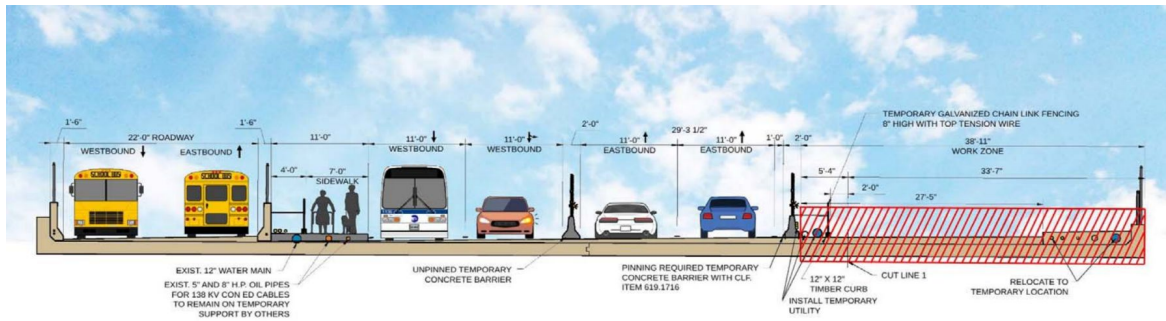 TEMPORARY GALVANIZED CHAIN LINK FENCING
8" HIGH WITH TOP TENSION WIRE
1'-6"
22'-0" ROADWAY
1'-6"
11'-0"
11'-0"
11'-0"
2'-0"
29'-3 1/2"
11'-0"
11'-0"
1'-0"
2'-0"
38'-11"
WORK ZONE
WESTBOUND
EASTBOUND
WESTBOUND
WESTBOUND
EASTBOUND
EASTBOUND
4'-0"
7'-0"
SIDEWALK
5'-4"
33'-7"
2'-0"
27'-5"
SCHOOL BUS
SCHOOL BUS
EXIST. 12" WATER MAIN
EXIST. 5" AND 8" H.P. OIL PIPES
FOR 138 KV CON ED CABLES
TO REMAIN ON TEMPORARY
SUPPORT BY OTHERS
UNPINNED TEMPORARY
CONCRETE BARRIER
PINNING REQUIRED TEMPORARY
CONCRETE BARRIER WITH CLF.
ITEM 619.1716
12" X 12"
TIMBER CURB
INSTALL TEMPORARY
UTILITY
CUT LINE 1
RELOCATE TO
TEMPORARY LOCATION